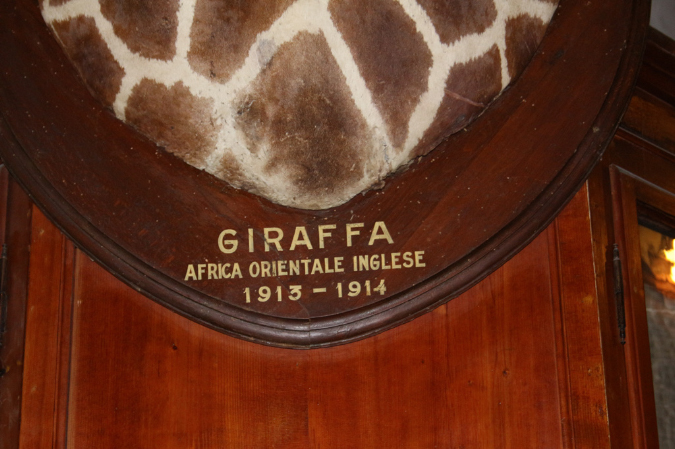 GIRAFFA
AFRICA ORIENTALE INGLESE
1913 - 1914